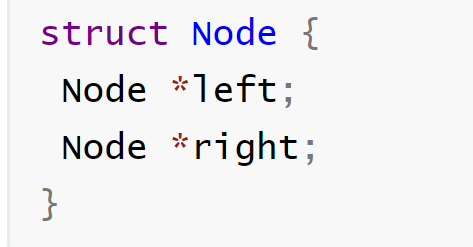 struct Node {
 Node *left;
 Node *right;
}